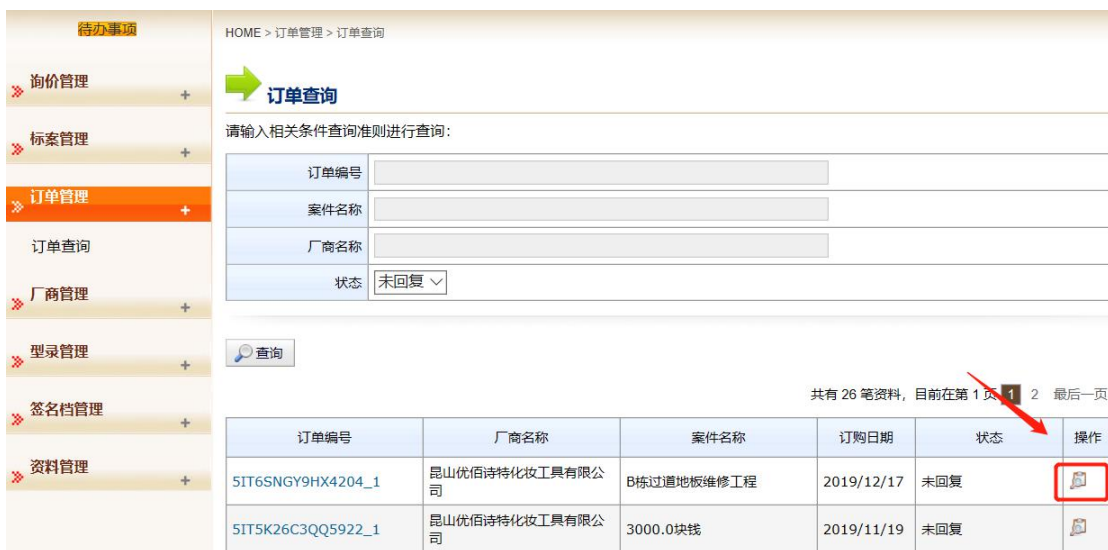 待办事项
HOME > 订单管理 > 订单查询
询价管理
+
标案管理
+
订单管理
+
订单查询
厂商管理
+
型录管理
+
签名档管理
+
资料管理
+
订单查询
请输入相关条件查询准则进行查询:
订单编号
案件名称
厂商名称
状态 未回复
查询
共有 26 笔资料, 目前在第 1 页 1 2 最后一页
订单编号 厂商名称 案件名称 订购日期 状态 操作
5IT6SNGY9HX4204_1 昆山优佰诗特化妆工具有限公司 B栋过道地板维修工程 2019/12/17 未回复
5IT5K26C3QQ5922_1 昆山优佰诗特化妆工具有限公司 3000.0块钱 2019/11/19 未回复